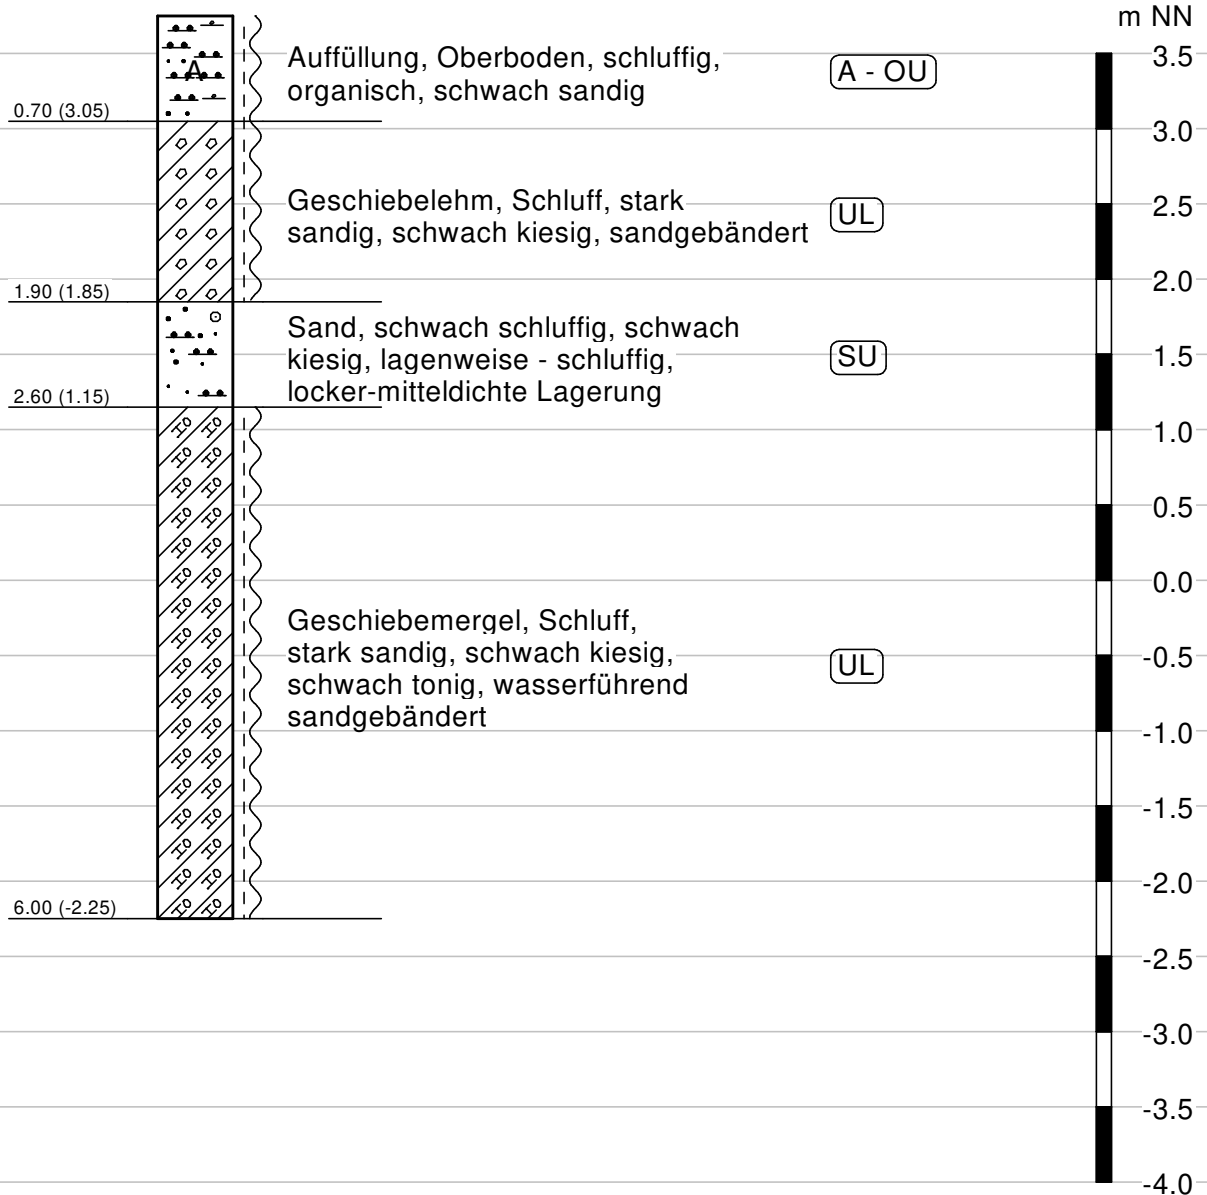 m NN
3.5
Auffüllung, Oberboden, schluffig,
organisch, schwach sandig
A - OU
A
0.70 (3.05)
3.0
Geschiebelehm, Schluff, stark
sandig, schwach kiesig, sandgebändert
UL
2.5
2.0
1.90 (1.85)
Sand, schwach schluffig, schwach
kiesig, lagenweise - schluffig,
locker-mitteldichte Lagerung
SU
1.5
2.60 (1.15)
1.0
0.5
0.0
Geschiebemergel, Schluff,
stark sandig, schwach kiesig,
schwach tonig, wasserführend
sandgebändert
UL
-0.5
-1.0
-1.5
-2.0
6.00 (-2.25)
-2.5
-3.0
-3.5
-4.0